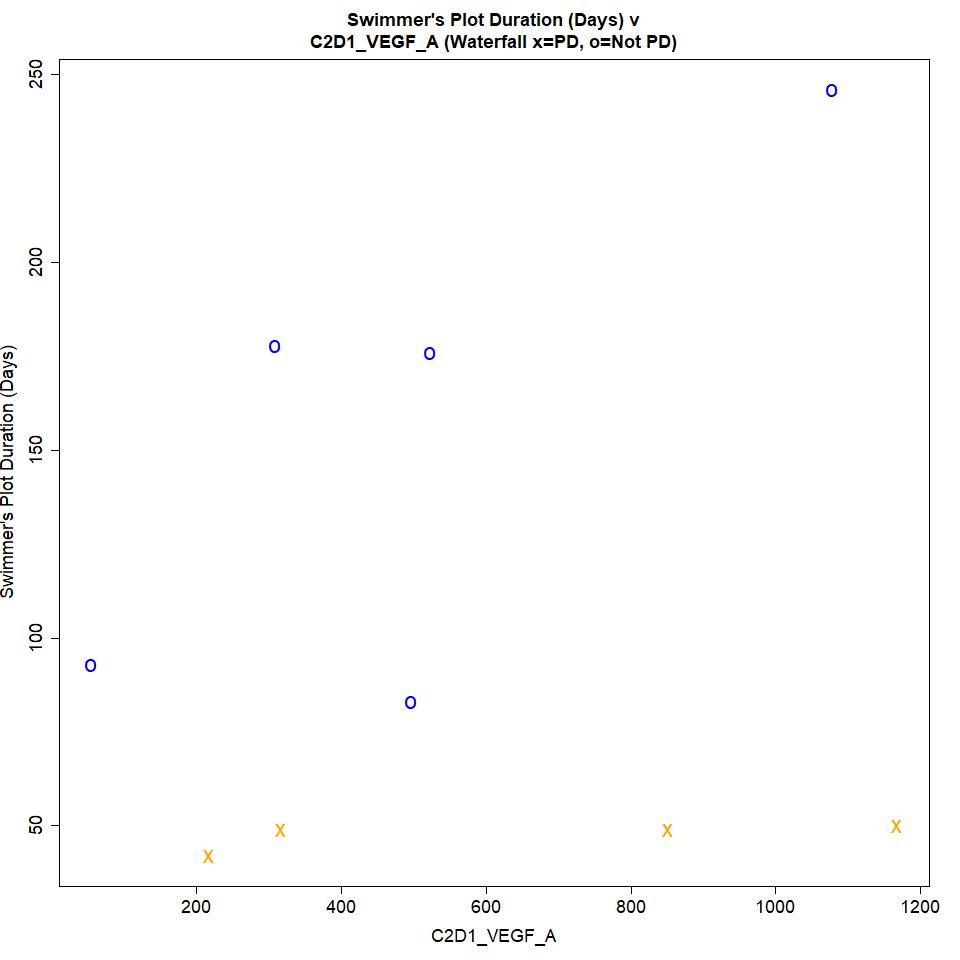 Swimmer's Plot Duration (Days) v
C2D1_VEGF_A (Waterfall x=PD, o=Not PD)
Swimmer's Plot Duration (Days)
250
200
150
100
50
o
o
o
o
o
x
x
x
x
200 400 600 800 1000 1200
C2D1_VEGF_A